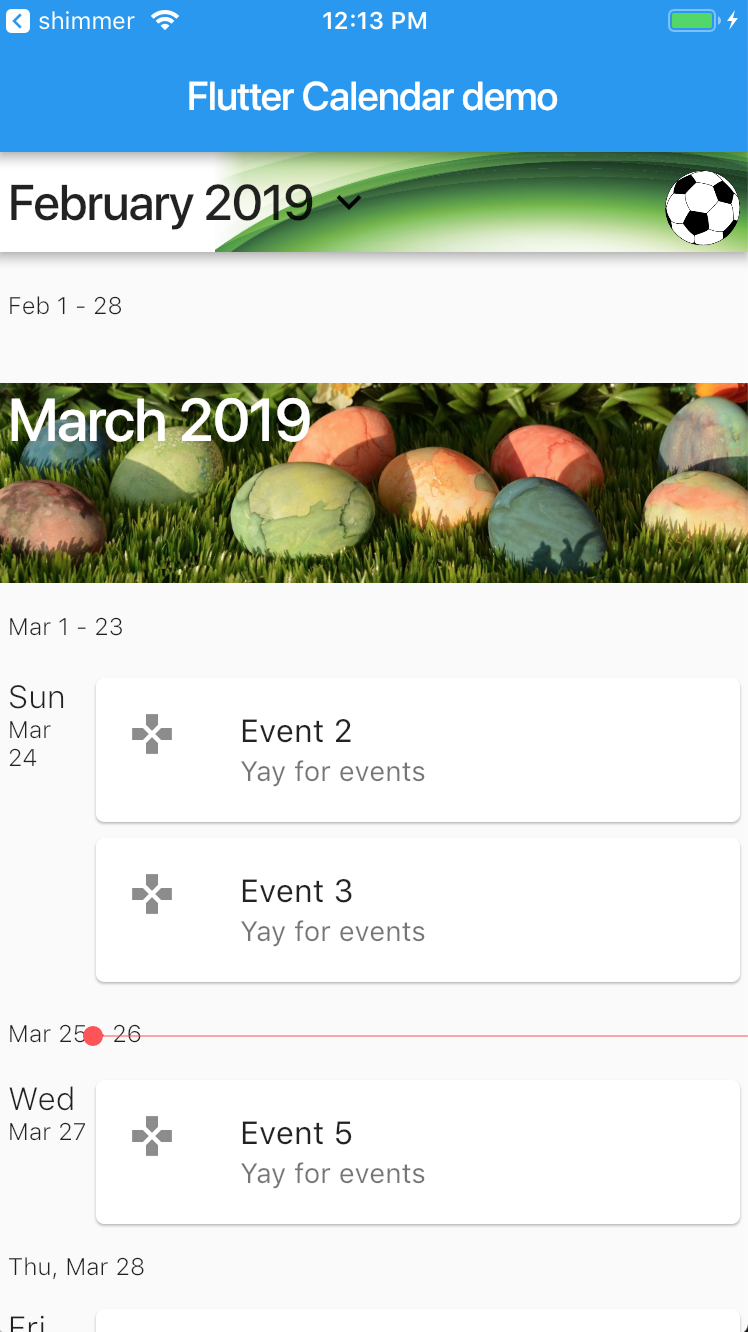 shimmer 12:13 PM
Flutter Calendar demo
February 2019
Feb 1 - 28
March 2019
Mar 1 - 23
Sun
Mar
24
Event 2
Yay for events
Event 3
Yay for events
Mar 25 - 26
Wed
Mar 27
Event 5
Yay for events
Thu, Mar 28
Fri